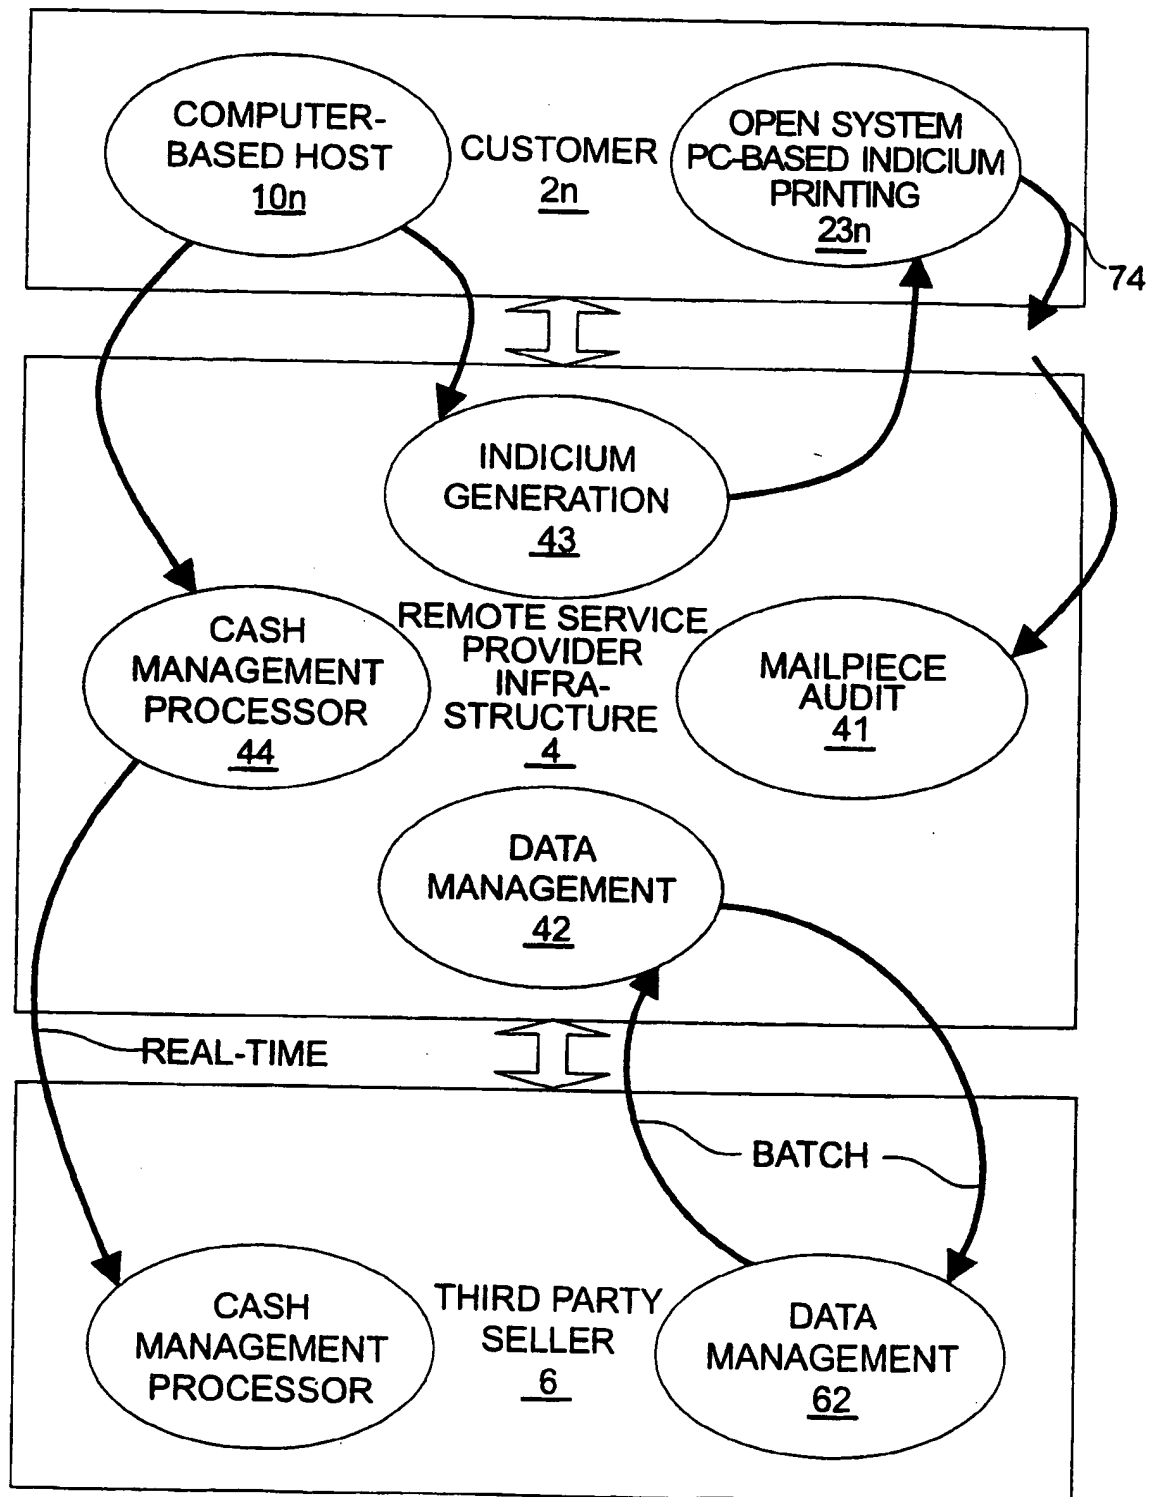 COMPUTER-
BASED HOST
10n
CUSTOMER
2n
OPEN SYSTEM
PC-BASED INDICIUM
PRINTING
23n
74
INDICIUM
GENERATION
43
CASH
MANAGEMENT
PROCESSOR
44
REMOTE SERVICE
PROVIDER
INFRA-
STRUCTURE
4
MAILPIECE
AUDIT
41
DATA
MANAGEMENT
42
REAL-TIME
BATCH
CASH
MANAGEMENT
PROCESSOR
THIRD PARTY
SELLER
6
DATA
MANAGEMENT
62